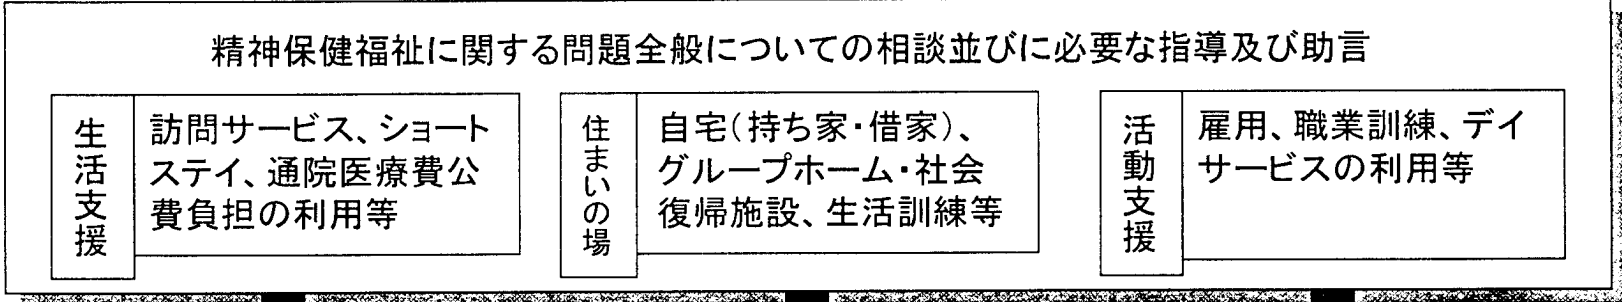 精神保健福祉に関する問題全般についての相談並びに必要な指導及び助言
生活支援
訪問サービス、ショート
ステイ、通院医療費公
費負担の利用等
住まいの場
自宅(持ち家・借家)、
グループホーム・社会
復帰施設、生活訓練等
活動支援
雇用、職業訓練、デイ
サービスの利用等